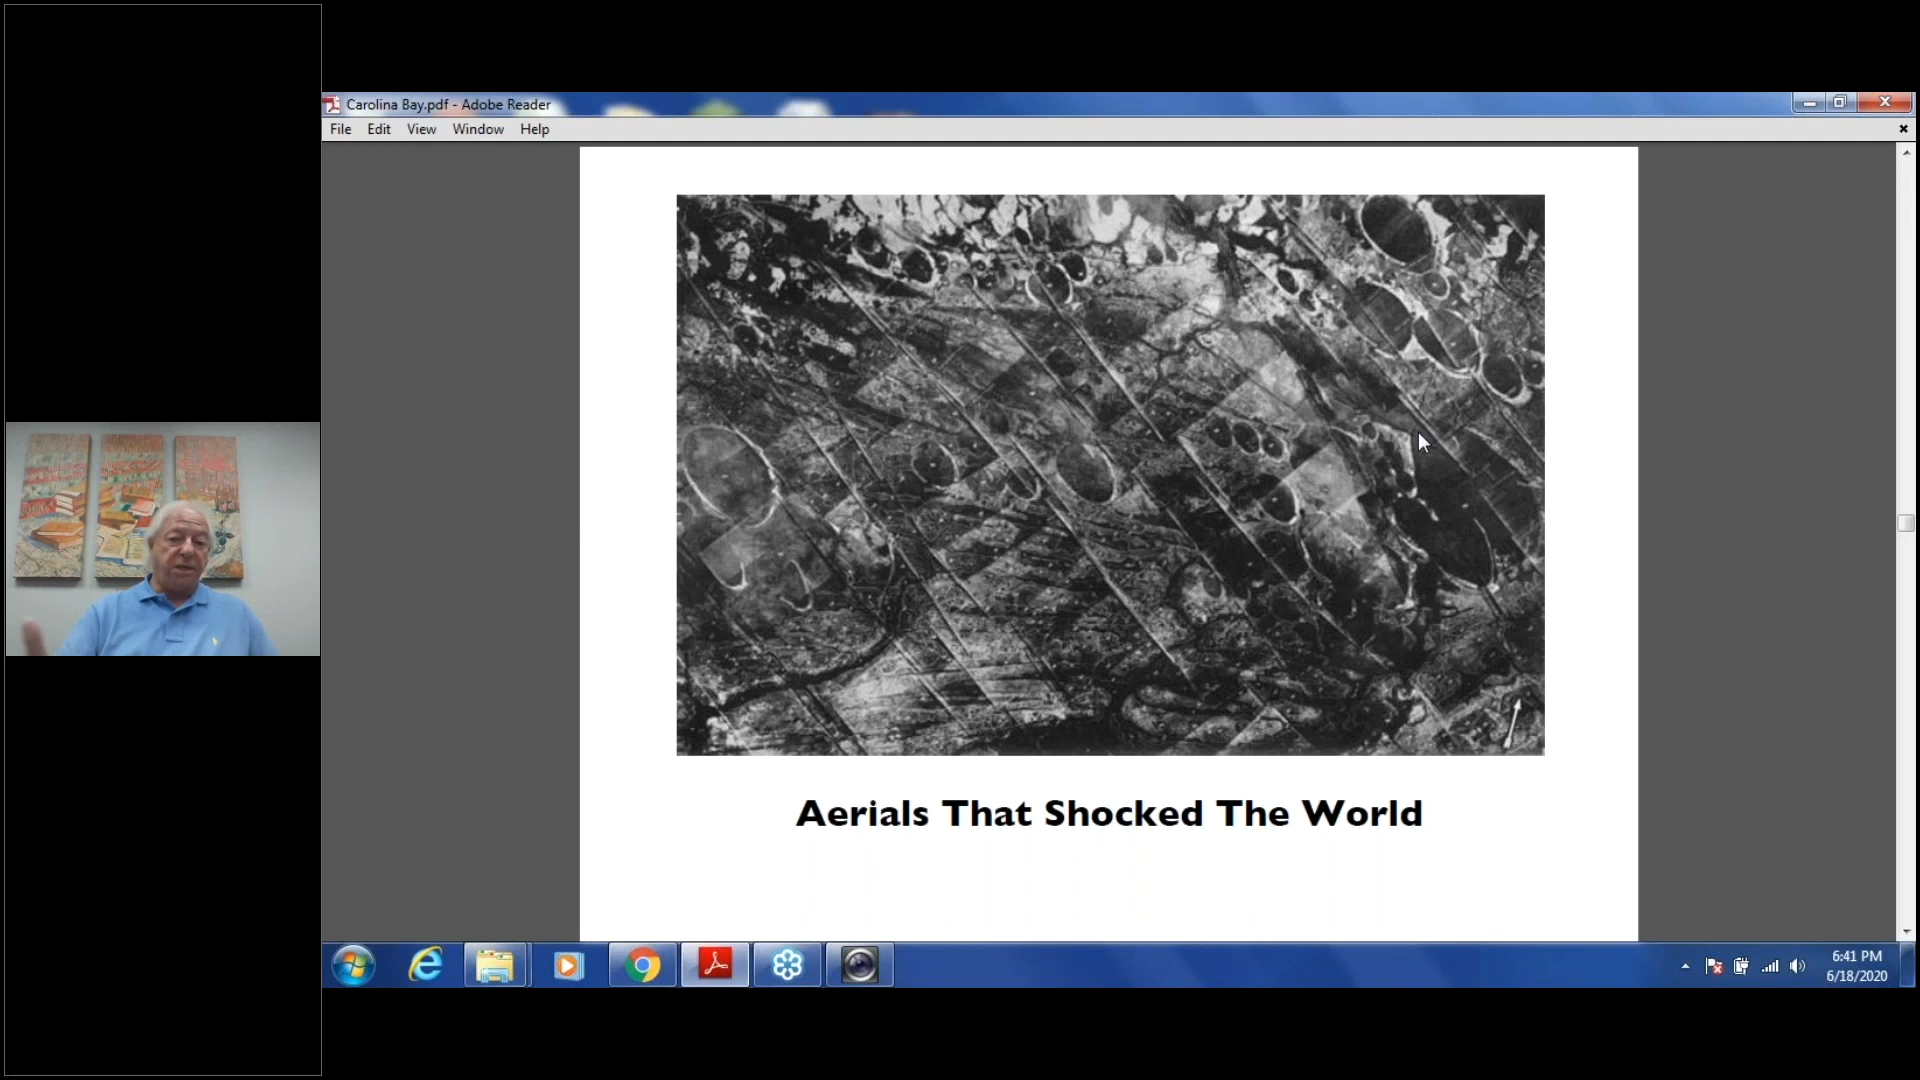 Carolina Bay.pdf - Adobe Reader
File Edit View Window Help
Aerials That Shocked The World
6:41 PM
6/18/2020